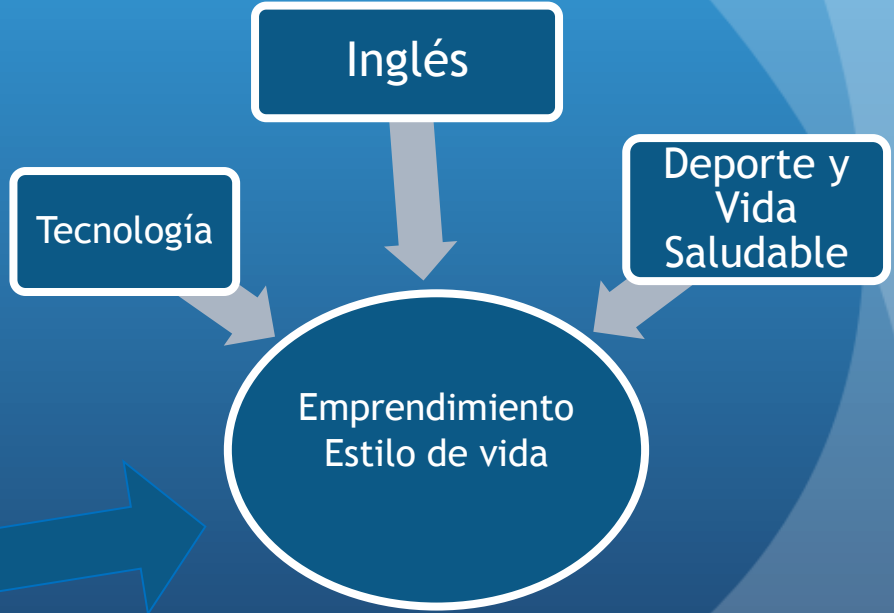 Inglés
Tecnología
Deporte y
Vida
Saludable
Emprendimiento
Estilo de vida